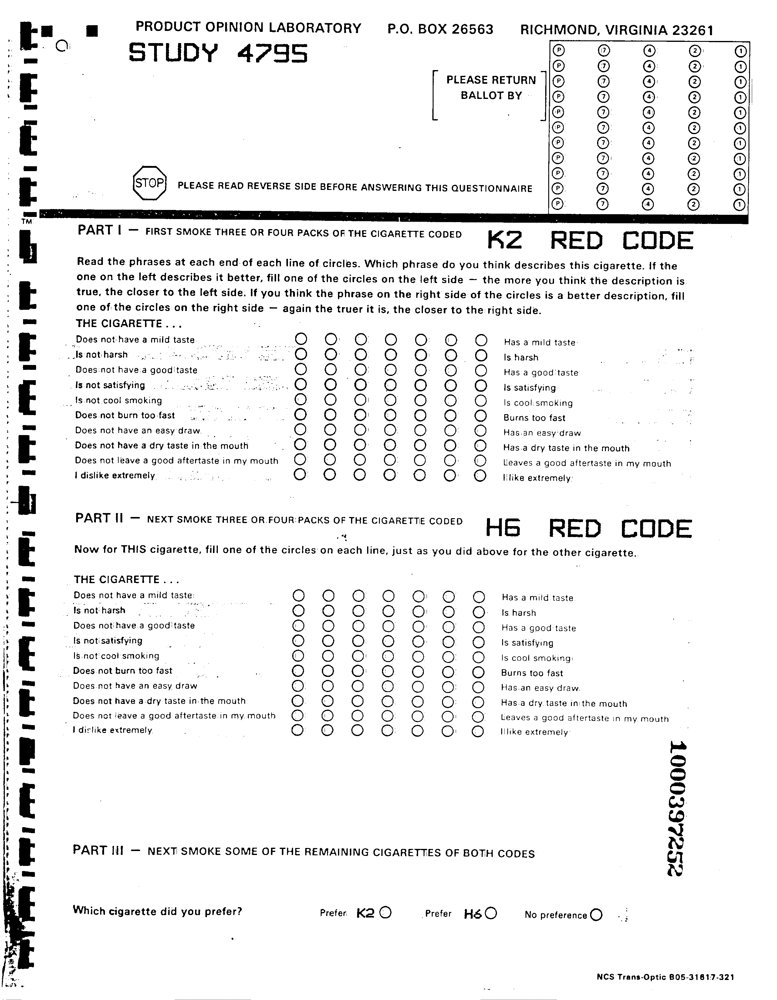 PRODUCT OPINION LABORATORY P.O. BOX 26563 RICHMOND, VIRGINIA 23261
STUDY 4795
PLEASE RETURN
BALLOT BY
P 7 4 2 1
P 7 4 2 1
P 7 4 2 1
P 7 4 2 1
P 7 4 2 1
P 7 4 2 1
P 7 4 2 1
P 7 4 2 1
P 7 4 2 1
P 7 4 2 1
P 7 4 2 1
STOP PLEASE READ REVERSE SIDE BEFORE ANSWERING THIS QUESTIONNAIRE
TM
PART I — FIRST SMOKE THREE OR FOUR PACKS OF THE CIGARETTE CODED K2 RED CODE
Read the phrases at each end of each line of circles. Which phrase do you think describes this cigarette. If the
one on the left describes it better, fill one of the circles on the left side — the more you think the description is
true, the closer to the left side. If you think the phrase on the right side of the circles is a better description, fill
one of the circles on the right side — again the truer it is, the closer to the right side.
THE CIGARETTE . . .
Does not have a mild taste Has a mild taste
Is not harsh Is harsh
Does not have a good taste Has a good taste
Is not satisfying Is satisfying
Is not cool smoking Is cool smoking
Does not burn too fast Burns too fast
Does not have an easy draw Has an easy draw
Does not have a dry taste in the mouth Has a dry taste in the mouth
Does not leave a good aftertaste in my mouth Leaves a good aftertaste in my mouth
I dislike extremely I like extremely
PART II — NEXT SMOKE THREE OR FOUR PACKS OF THE CIGARETTE CODED H6 RED CODE
Now for THIS cigarette, fill one of the circles on each line, just as you did above for the other cigarette.
THE CIGARETTE . . .
Does not have a mild taste Has a mild taste
Is not harsh Is harsh
Does not have a good taste Has a good taste
Is not satisfying Is satisfying
Is not cool smoking Is cool smoking
Does not burn too fast Burns too fast
Does not have an easy draw Has an easy draw
Does not have a dry taste in the mouth Has a dry taste in the mouth
Does not leave a good aftertaste in my mouth Leaves a good aftertaste in my mouth
I dislike extremely I like extremely
1000397252
PART III — NEXT SMOKE SOME OF THE REMAINING CIGARETTES OF BOTH CODES
Which cigarette did you prefer? Prefer K2 Prefer H6 No preference
NCS Trans-Optic B05-31817-321